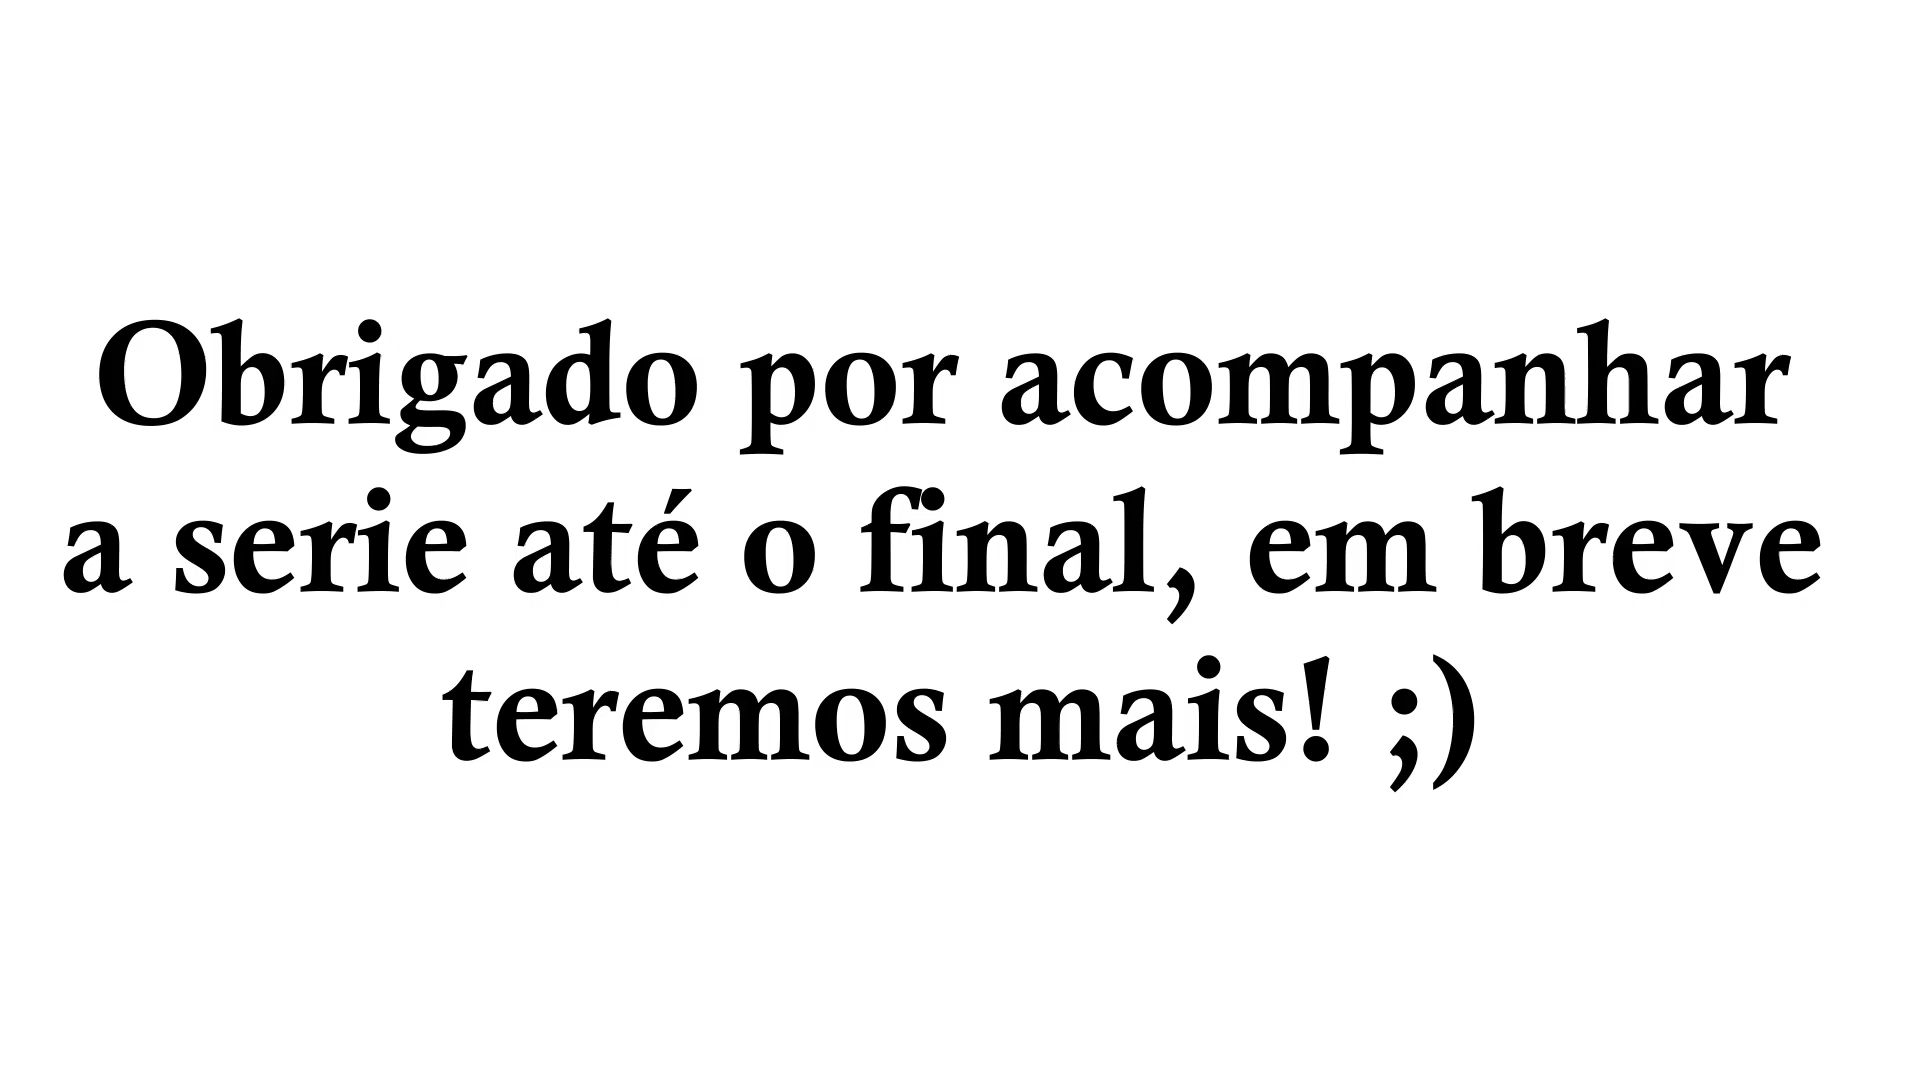 Obrigado por acompanhar
a serie até o final, em breve
teremos mais! ;)